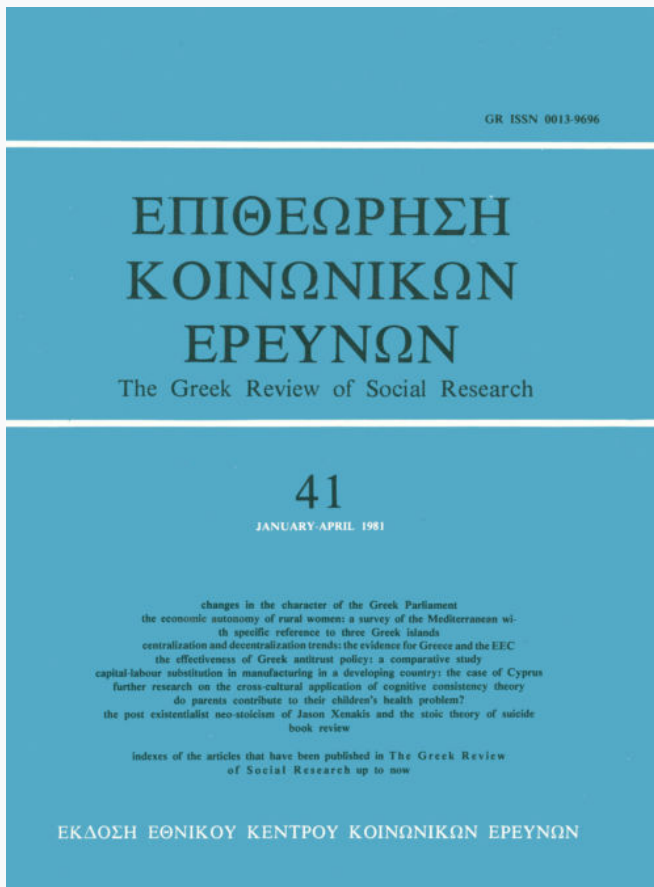 GR ISSN 0013-9696
ΕΠΙΘΕΩΡΗΣΗ
ΚΟΙΝΩΝΙΚΩΝ
ΕΡΕΥΝΩΝ
The Greek Review of Social Research
41
JANUARY-APRIL 1981
changes in the character of the Greek Parliament
the economic autonomy of rural women: a survey of the Mediterranean wi-
th specific reference to three Greek islands
centralization and decentralization trends: the evidence for Greece and the EEC
the effectiveness of Greek antitrust policy: a comparative study
capital-labour substitution in manufacturing in a developing country: the case of Cyprus
further research on the cross-cultural application of cognitive consistency theory
do parents contribute to their children's health problem?
the post existentialist neo-stoicism of Jason Xenakis and the stoic theory of suicide
book review
indexes of the articles that have been published in The Greek Review
of Social Research up to now
ΕΚΔΟΣΗ ΕΘΝΙΚΟΥ ΚΕΝΤΡΟΥ ΚΟΙΝΩΝΙΚΩΝ ΕΡΕΥΝΩΝ